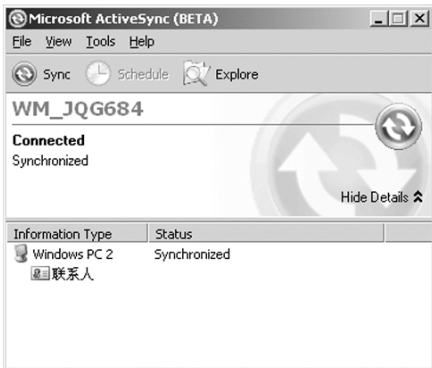 Microsoft ActiveSync (BETA)
File View Tools Help
Sync Schedule Explore
WM_JQG684
Connected
Synchronized
Hide Details
Information Type Status
Windows PC 2 Synchronized
联系人